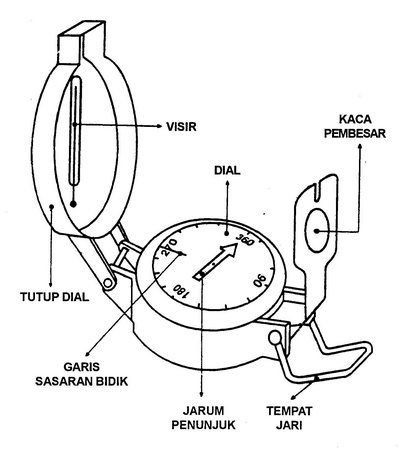 VISIR
KACA
PEMBESAR
DIAL
360
270
90
180
TUTUP DIAL
GARIS
SASARAN BIDIK
JARUM
PENUNJUK
TEMPAT
JARI